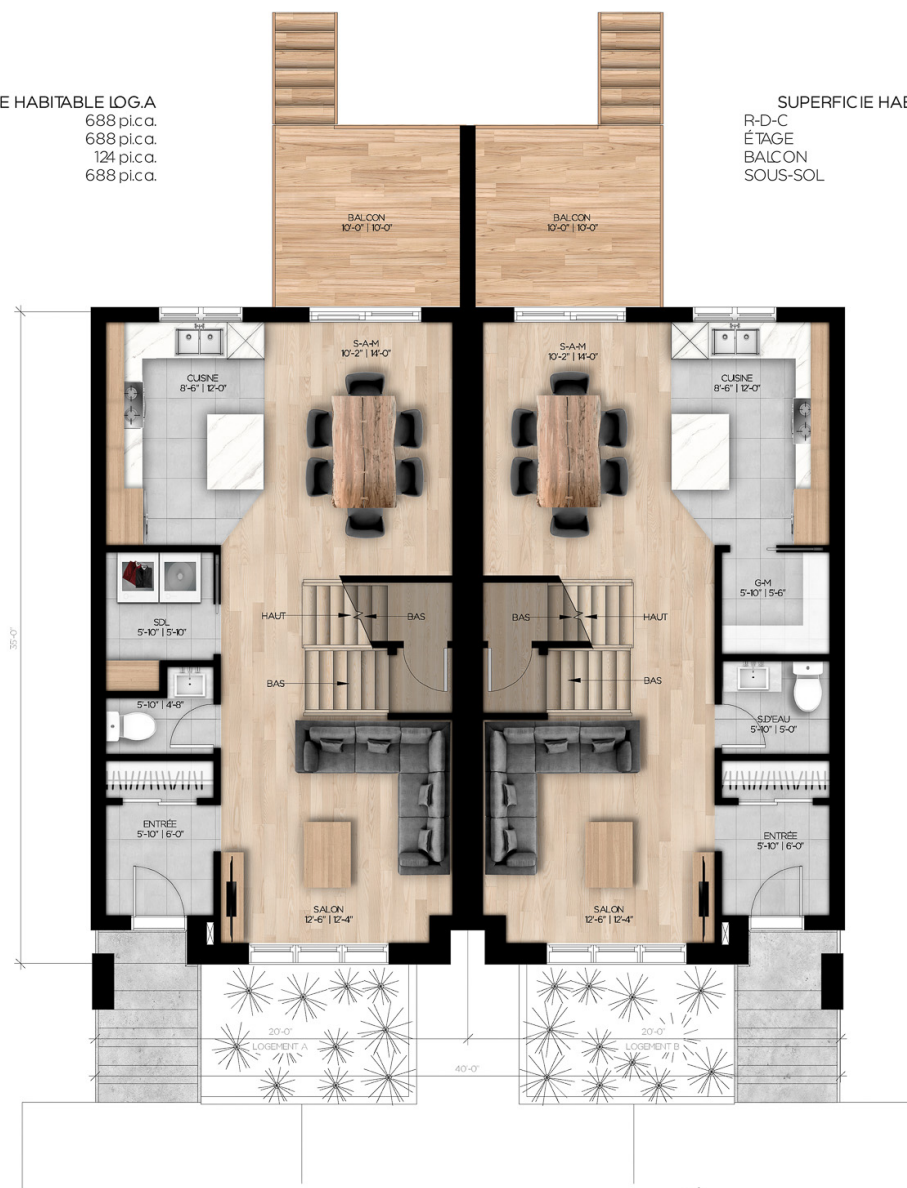 E HABITABLE LOG.A
688 pi.ca.
688 pi.ca.
124 pi.ca.
688 pi.ca.
SUPERFICIE HAB
R-D-C
ÉTAGE
BALCON
SOUS-SOL
BALCON
10'-0" | 10'-0"
BALCON
10'-0" | 10'-0"
S-A-M
10'-2" | 14'-0"
S-A-M
10'-2" | 14'-0"
CUISINE
8'-6" | 12'-0"
CUISINE
8'-6" | 12'-0"
G-M
5'-10" | 5'-6"
HAUT
BAS
BAS
HAUT
SDL
5'-10" | 5'-10"
35'-0"
BAS
BAS
5'-10" | 4'-8"
S.D'EAU
5'-10" | 5'-0"
ENTRÉE
5'-10" | 6'-0"
ENTRÉE
5'-10" | 6'-0"
SALON
12'-6" | 12'-4"
SALON
12'-6" | 12'-4"
20'-0"
LOGEMENT A
20'-0"
LOGEMENT B
40'-0"